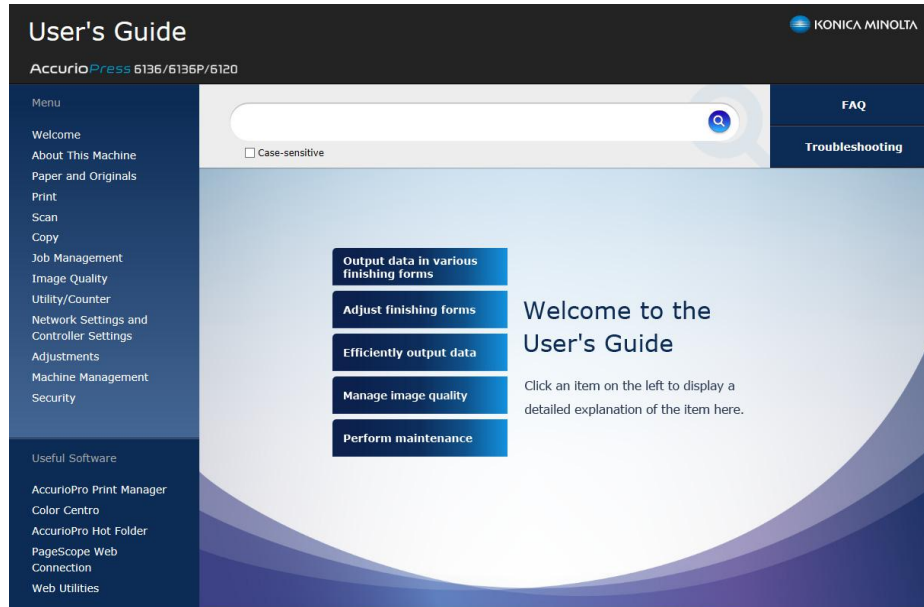 User's Guide
KONICA MINOLTA
AccurioPress 6136/6136P/6120
Menu
Welcome
About This Machine
Paper and Originals
Print
Scan
Copy
Job Management
Image Quality
Utility/Counter
Network Settings and
Controller Settings
Adjustments
Machine Management
Security
Useful Software
AccurioPro Print Manager
Color Centro
AccurioPro Hot Folder
PageScope Web
Connection
Web Utilities
Case-sensitive
FAQ
Troubleshooting
Output data in various
finishing forms
Adjust finishing forms
Efficiently output data
Manage image quality
Perform maintenance
Welcome to the
User's Guide
Click an item on the left to display a
detailed explanation of the item here.